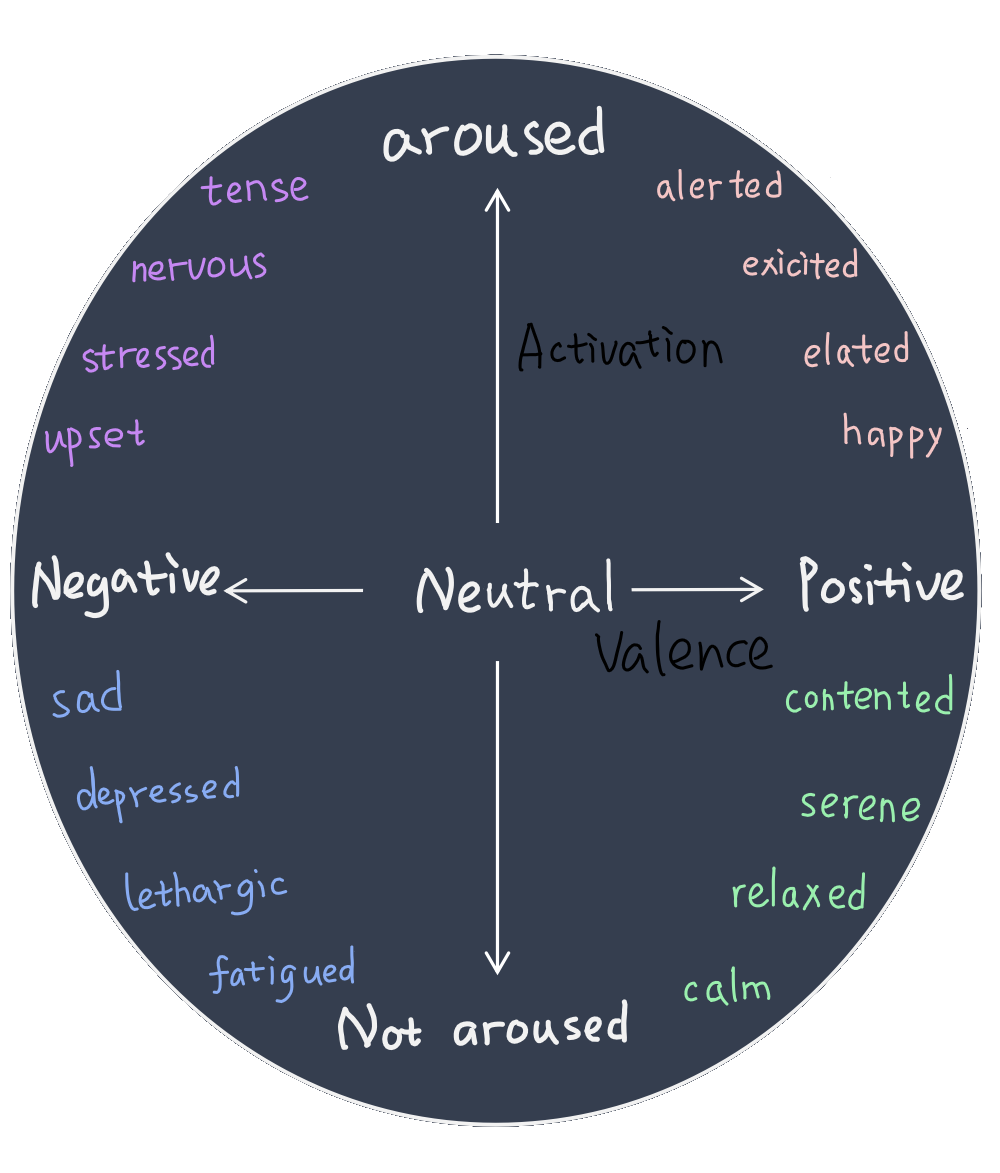 aroused
tense
alerted
nervous
exicited
Activation
stressed
elated
upset
happy
Negative
Neutral
Positive
Valence
sad
contented
depressed
serene
lethargic
relaxed
fatigued
calm
Not aroused